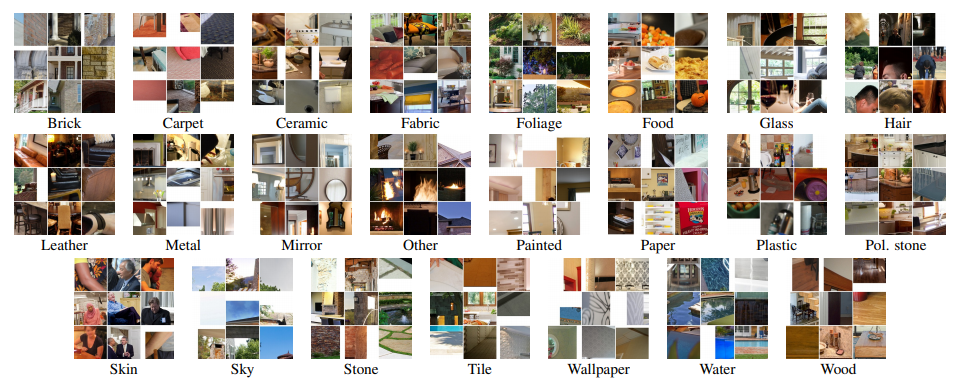 Brick Carpet Ceramic Fabric Foliage Food Glass Hair
Leather Metal Mirror Other Painted Paper Plastic Pol. stone
Skin Sky Stone Tile Wallpaper Water Wood